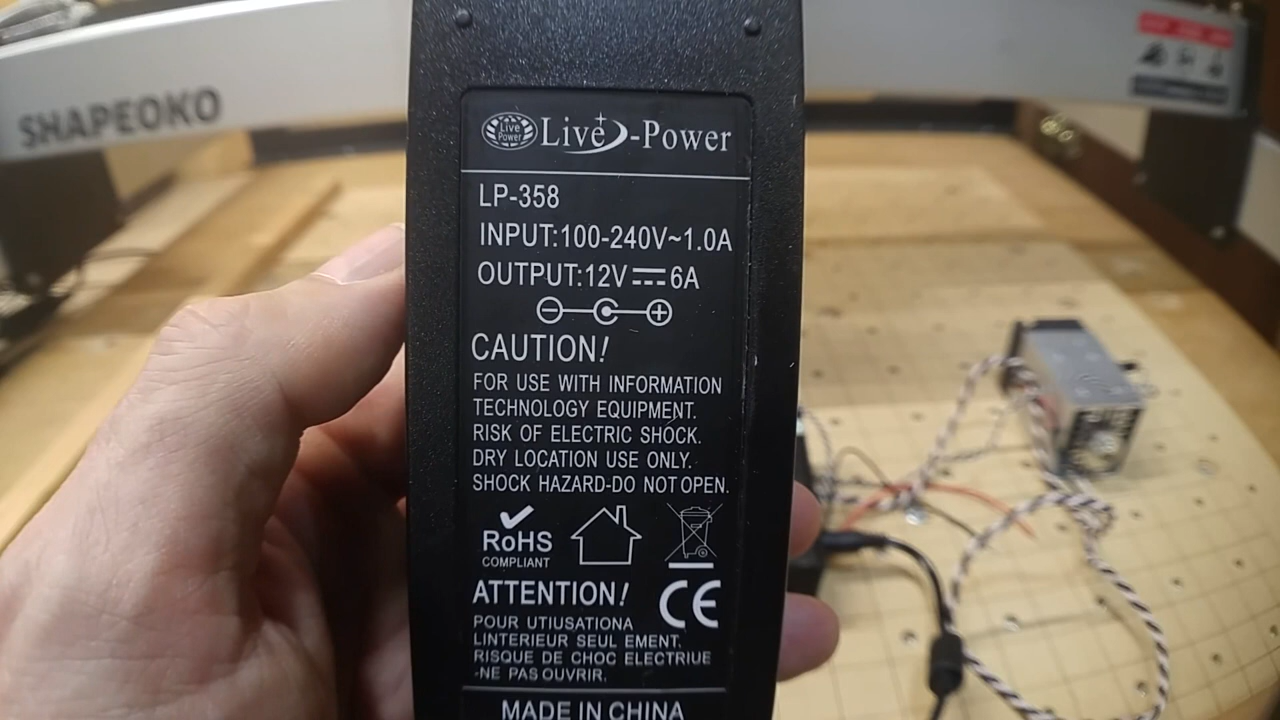 SHAPEOKO
Live Power
Live-Power
LP-358
INPUT:100-240V~1.0A
OUTPUT:12V⎓6A
CAUTION!
FOR USE WITH INFORMATION
TECHNOLOGY EQUIPMENT.
RISK OF ELECTRIC SHOCK.
DRY LOCATION USE ONLY.
SHOCK HAZARD-DO NOT OPEN.
RoHS
COMPLIANT
ATTENTION!
CE
POUR UTIUSATIONA
LINTERIEUR SEUL EMENT.
RISQUE DE CHOC ELECTRIUE
-NE PAS OUVRIR.
MADE IN CHINA